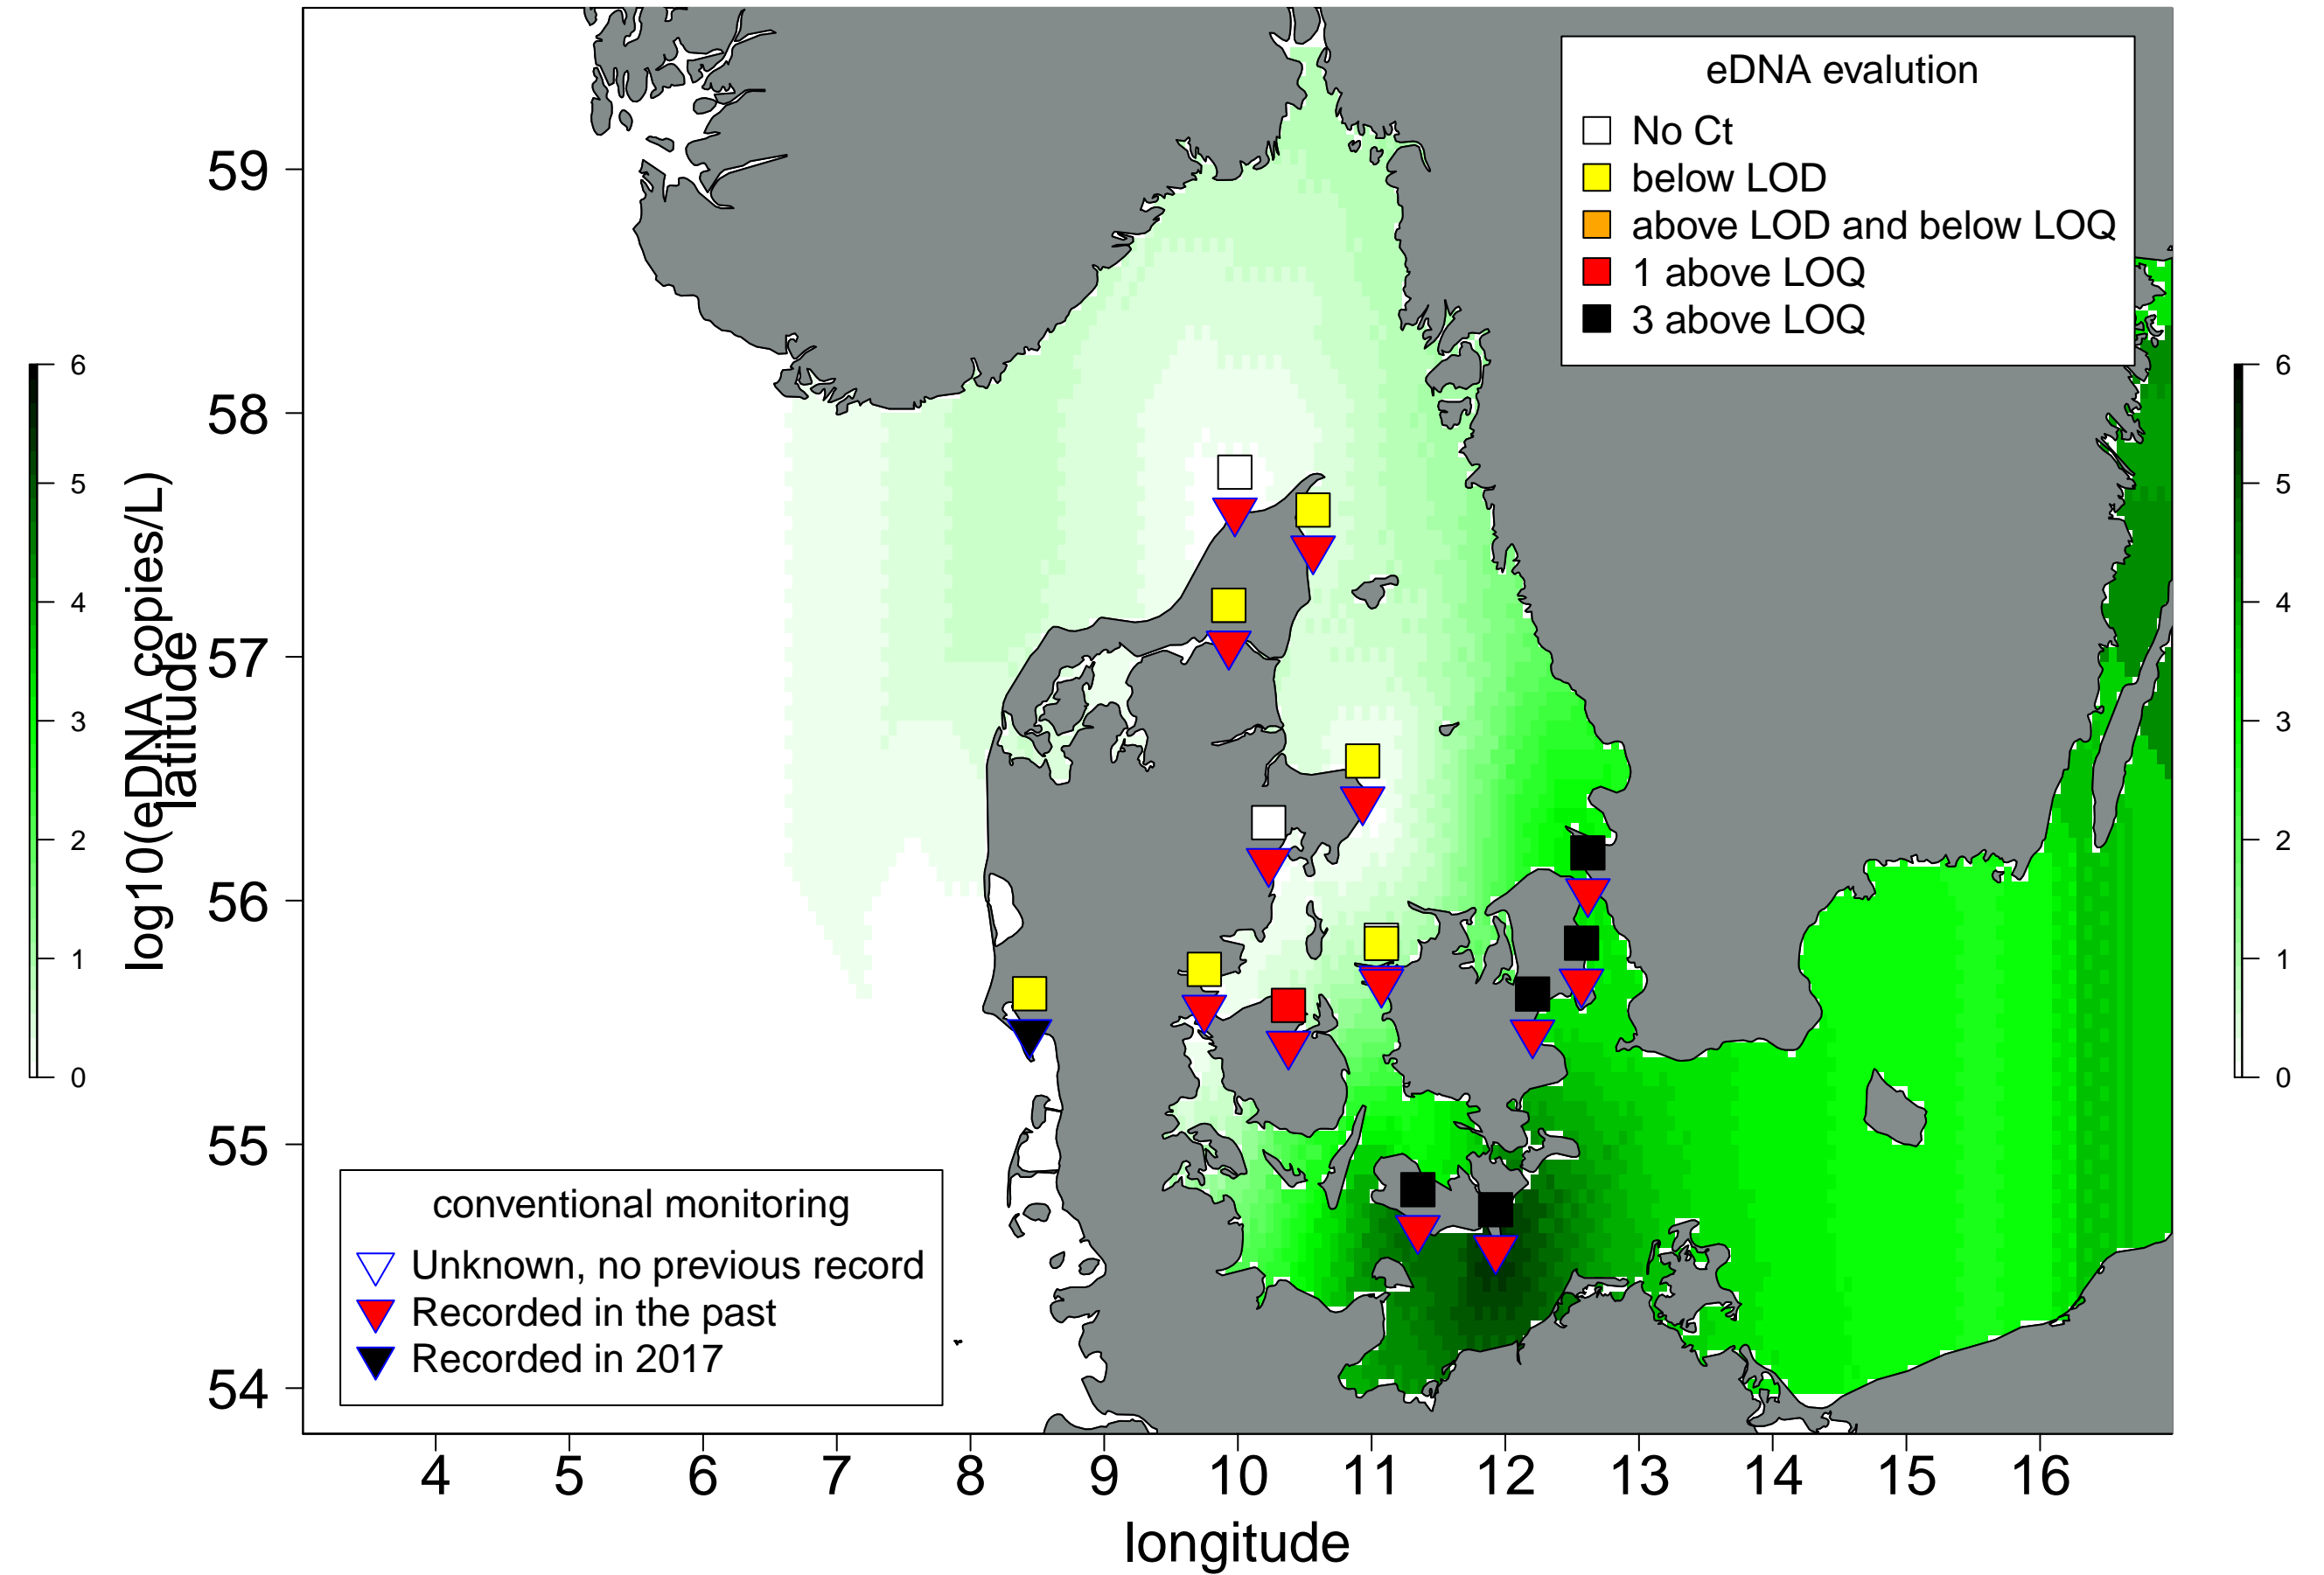 eDNA evalution
No Ct
below LOD
above LOD and below LOQ
1 above LOQ
3 above LOQ
59
58
57
56
55
54
latitude
log10(eDNA copies/L)
6
5
4
3
2
1
0
6
5
4
3
2
1
0
conventional monitoring
Unknown, no previous record
Recorded in the past
Recorded in 2017
4 5 6 7 8 9 10 11 12 13 14 15 16
longitude